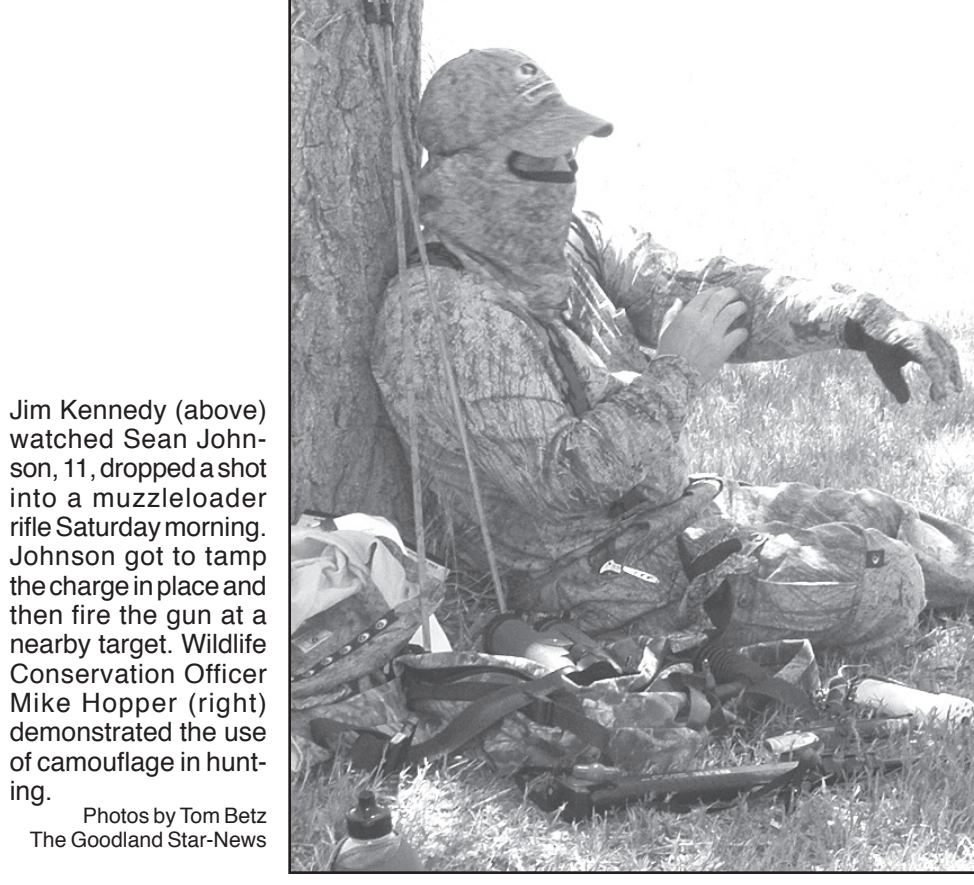 Jim Kennedy (above)
watched Sean John-
son, 11, dropped a shot
into a muzzleloader
rifle Saturday morning.
Johnson got to tamp
the charge in place and
then fire the gun at a
nearby target. Wildlife
Conservation Officer
Mike Hopper (right)
demonstrated the use
of camouflage in hunt-
ing.
Photos by Tom Betz
The Goodland Star-News